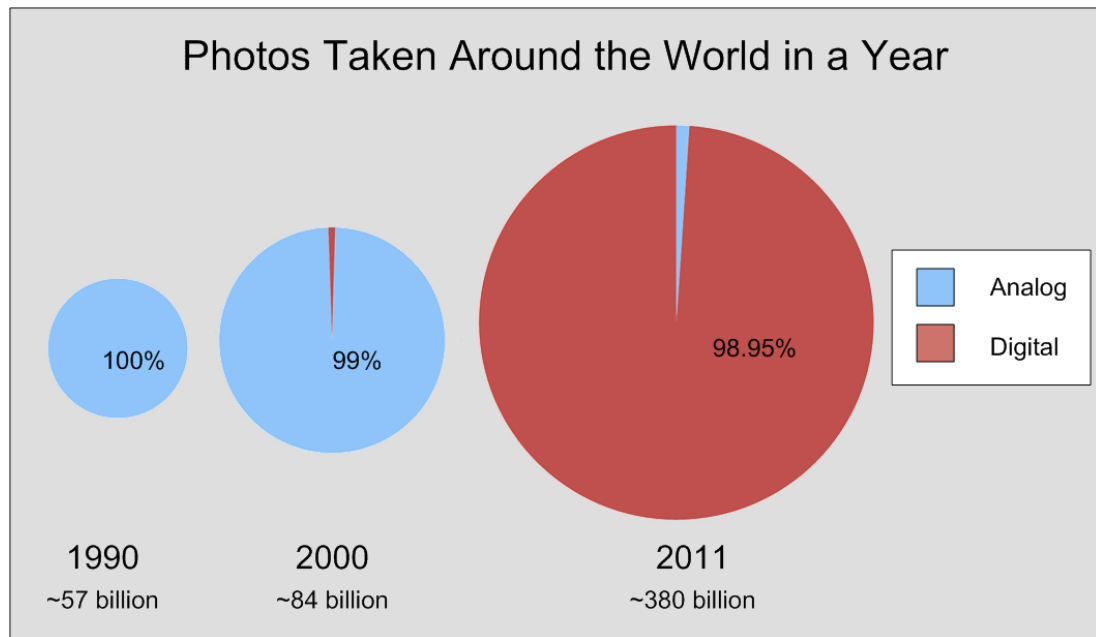 Photos Taken Around the World in a Year
100%
99%
98.95%
Analog
Digital
1990
~57 billion
2000
~84 billion
2011
~380 billion